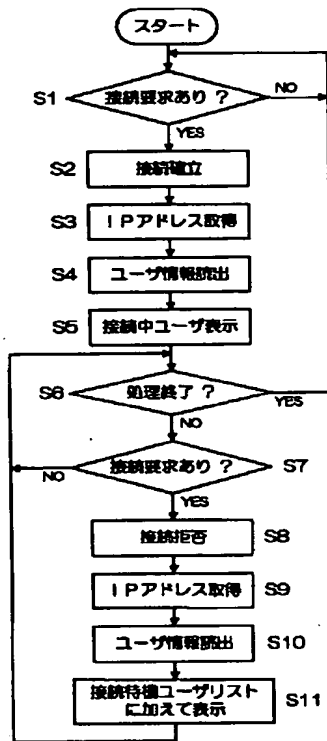 スタート
S1 接続要求あり ? NO
YES
S2 接続確立
S3 IPアドレス取得
S4 ユーザ情報読出
S5 接続中ユーザ表示
S6 処理終了 ? YES
NO
NO 接続要求あり ? S7
YES
接続拒否 S8
IPアドレス取得 S9
ユーザ情報読出 S10
接続待機ユーザリスト
に加えて表示 S11